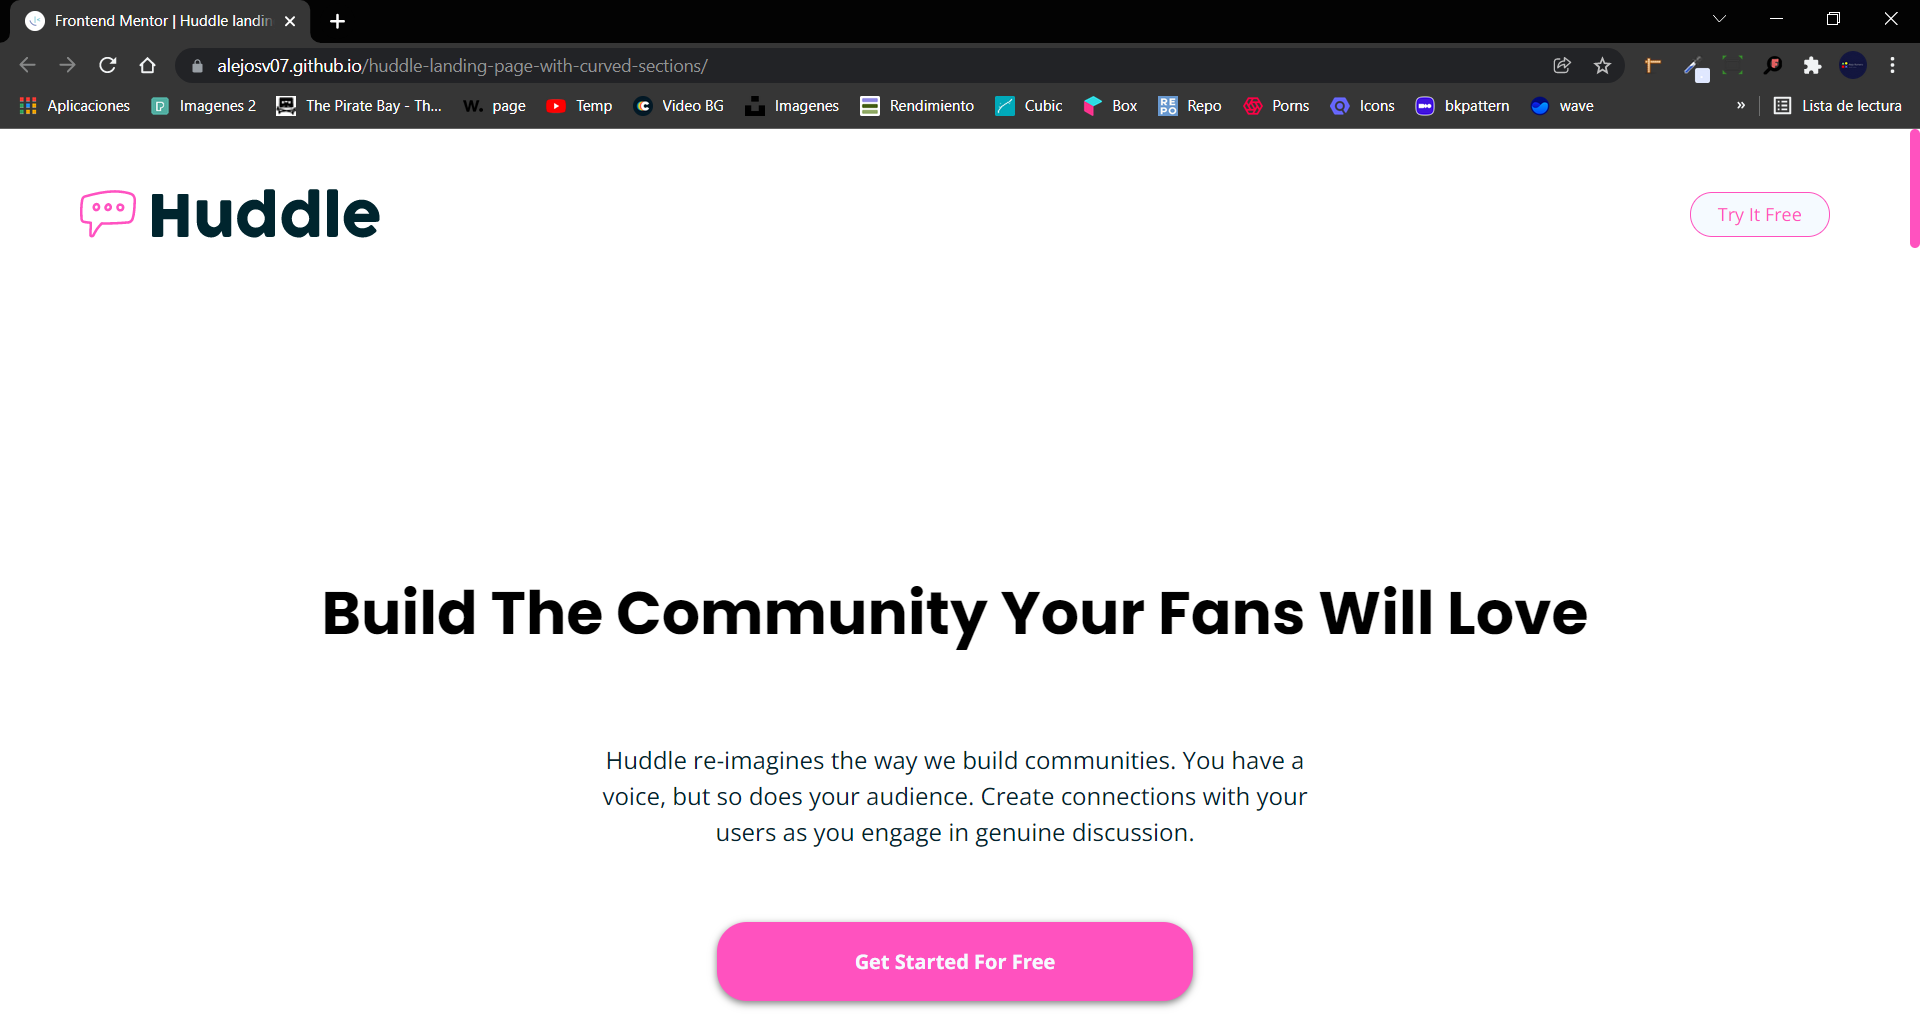 Frontend Mentor | Huddle landin
alejosv07.github.io/huddle-landing-page-with-curved-sections/
Aplicaciones Imagenes 2 The Pirate Bay - Th... W. page Temp Video BG Imagenes Rendimiento Cubic Box REPO Repo Porns Icons bkpattern wave » Lista de lectura
Huddle
Try It Free
Build The Community Your Fans Will Love
Huddle re-imagines the way we build communities. You have a
voice, but so does your audience. Create connections with your
users as you engage in genuine discussion.
Get Started For Free